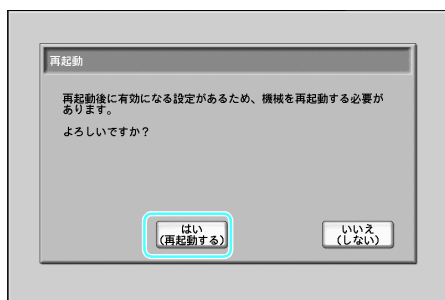 再起動
再起動後に有効になる設定があるため、機械を再起動する必要が
あります。
よろしいですか？
はい
(再起動する)
いいえ
(しない)